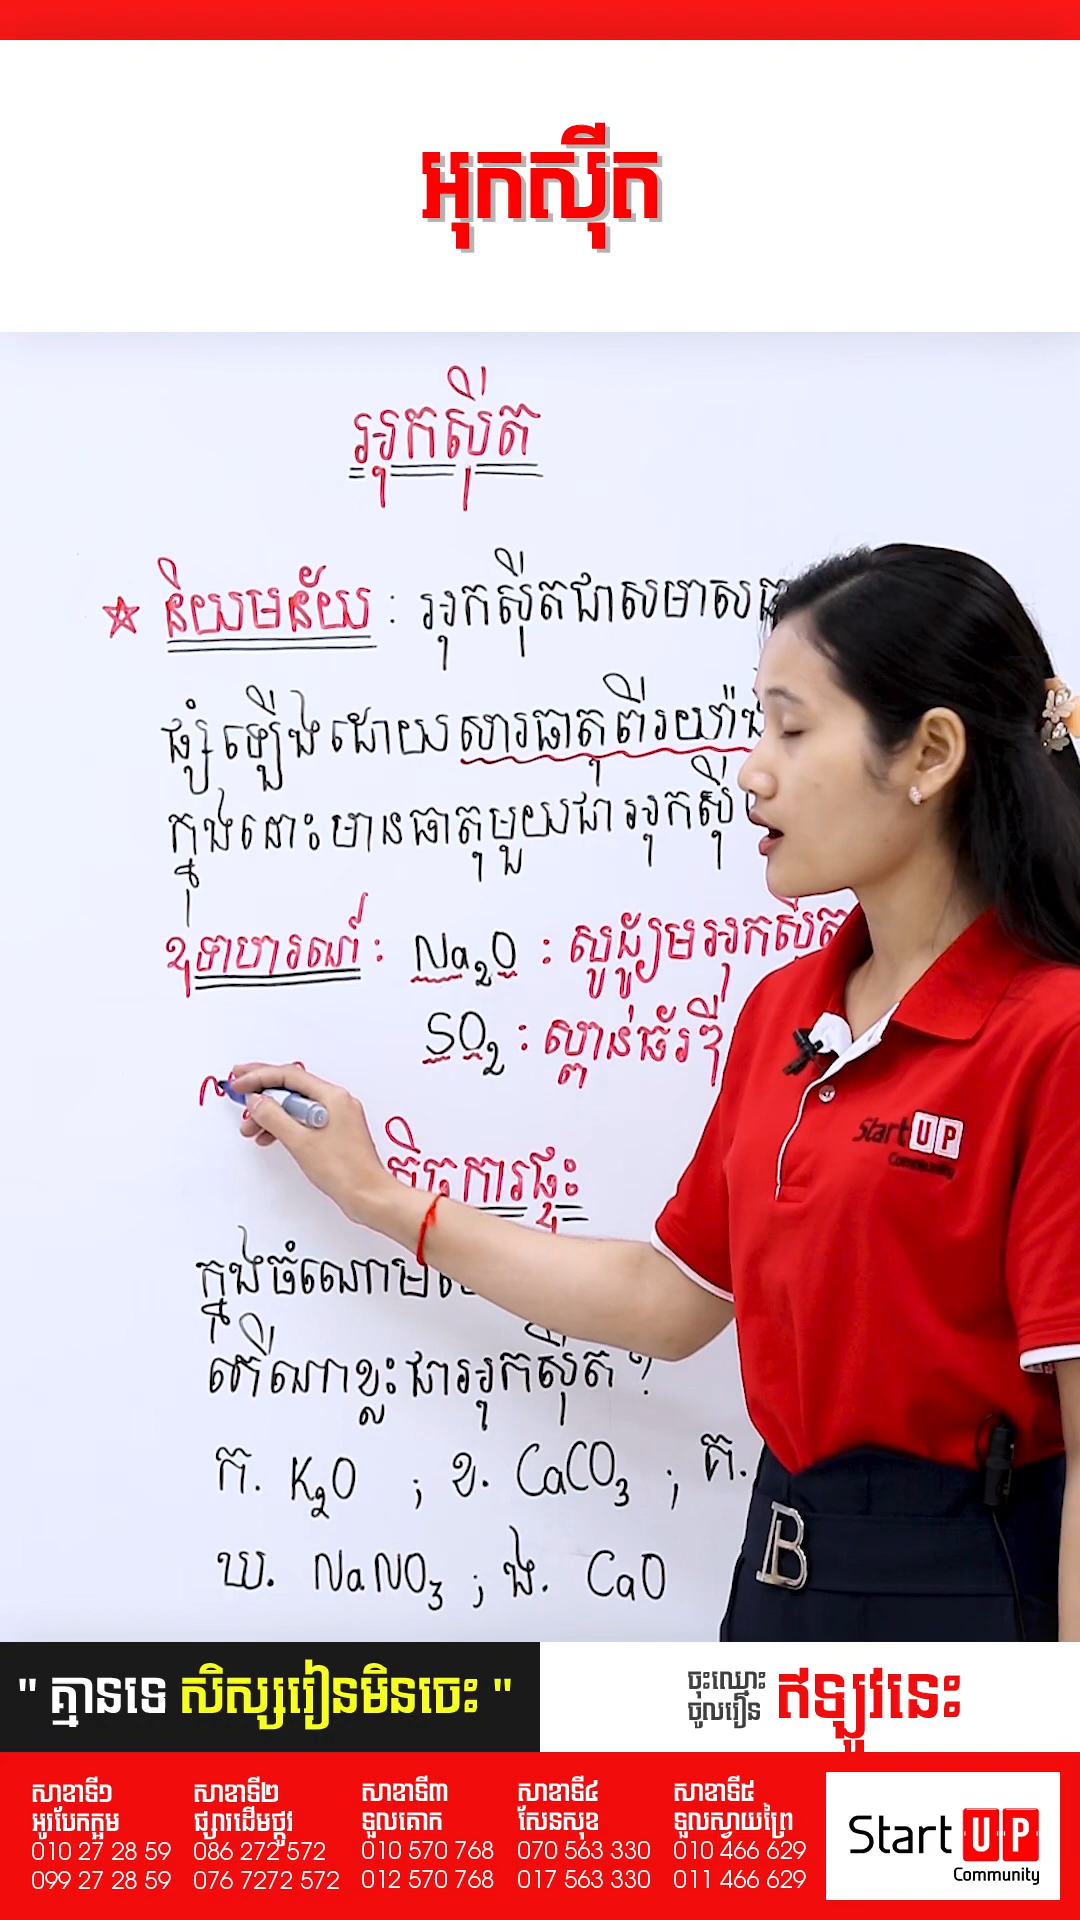 អុកស៊ីត
អុកស៊ីត
និយមន័យ : អុកស៊ីតជាសមាស
ផ្សំឡើងដោយសារធាតុពីរយ៉ាង
ក្នុងនោះមានធាតុមួយជា អុកស៊ី
ឧទាហរណ៍ : Na₂O : សូដ្យូមអុកស៊ីត
SO₂ : ស្ពាន់ធ័រឌី
កិច្ចការផ្ទះ
ក្នុងចំណោម
តើណាខ្លះជាអុកស៊ីត ?
ក. K₂O ; ខ. CaCO₃ ; គ.
ឃ. NaNO₃ ; ង. CaO
StartUP
Community
B
" គ្មានទេ សិស្សរៀនមិនចេះ "
ចុះឈ្មោះ
ចូលរៀន
ឥឡូវនេះ
សាខាទី១
អូរបែកក្អម
010 27 28 59
099 27 28 59
សាខាទី២
ផ្សារដើមថ្កូវ
086 272 572
076 7272 572
សាខាទី៣
ទួលគោក
010 570 768
012 570 768
សាខាទី៤
សែនសុខ
070 563 330
017 563 330
សាខាទី៥
ទួលស្វាយព្រៃ
010 466 629
011 466 629
Start UP
Community